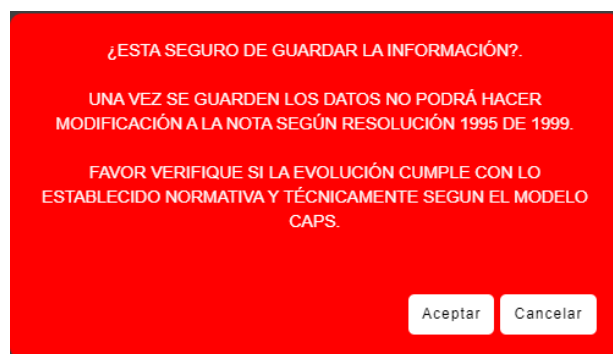 ¿ESTA SEGURO DE GUARDAR LA INFORMACIÓN?.
UNA VEZ SE GUARDEN LOS DATOS NO PODRÁ HACER
MODIFICACIÓN A LA NOTA SEGÚN RESOLUCIÓN 1995 DE 1999.
FAVOR VERIFIQUE SI LA EVOLUCIÓN CUMPLE CON LO
ESTABLECIDO NORMATIVA Y TÉCNICAMENTE SEGUN EL MODELO
CAPS.
Aceptar Cancelar